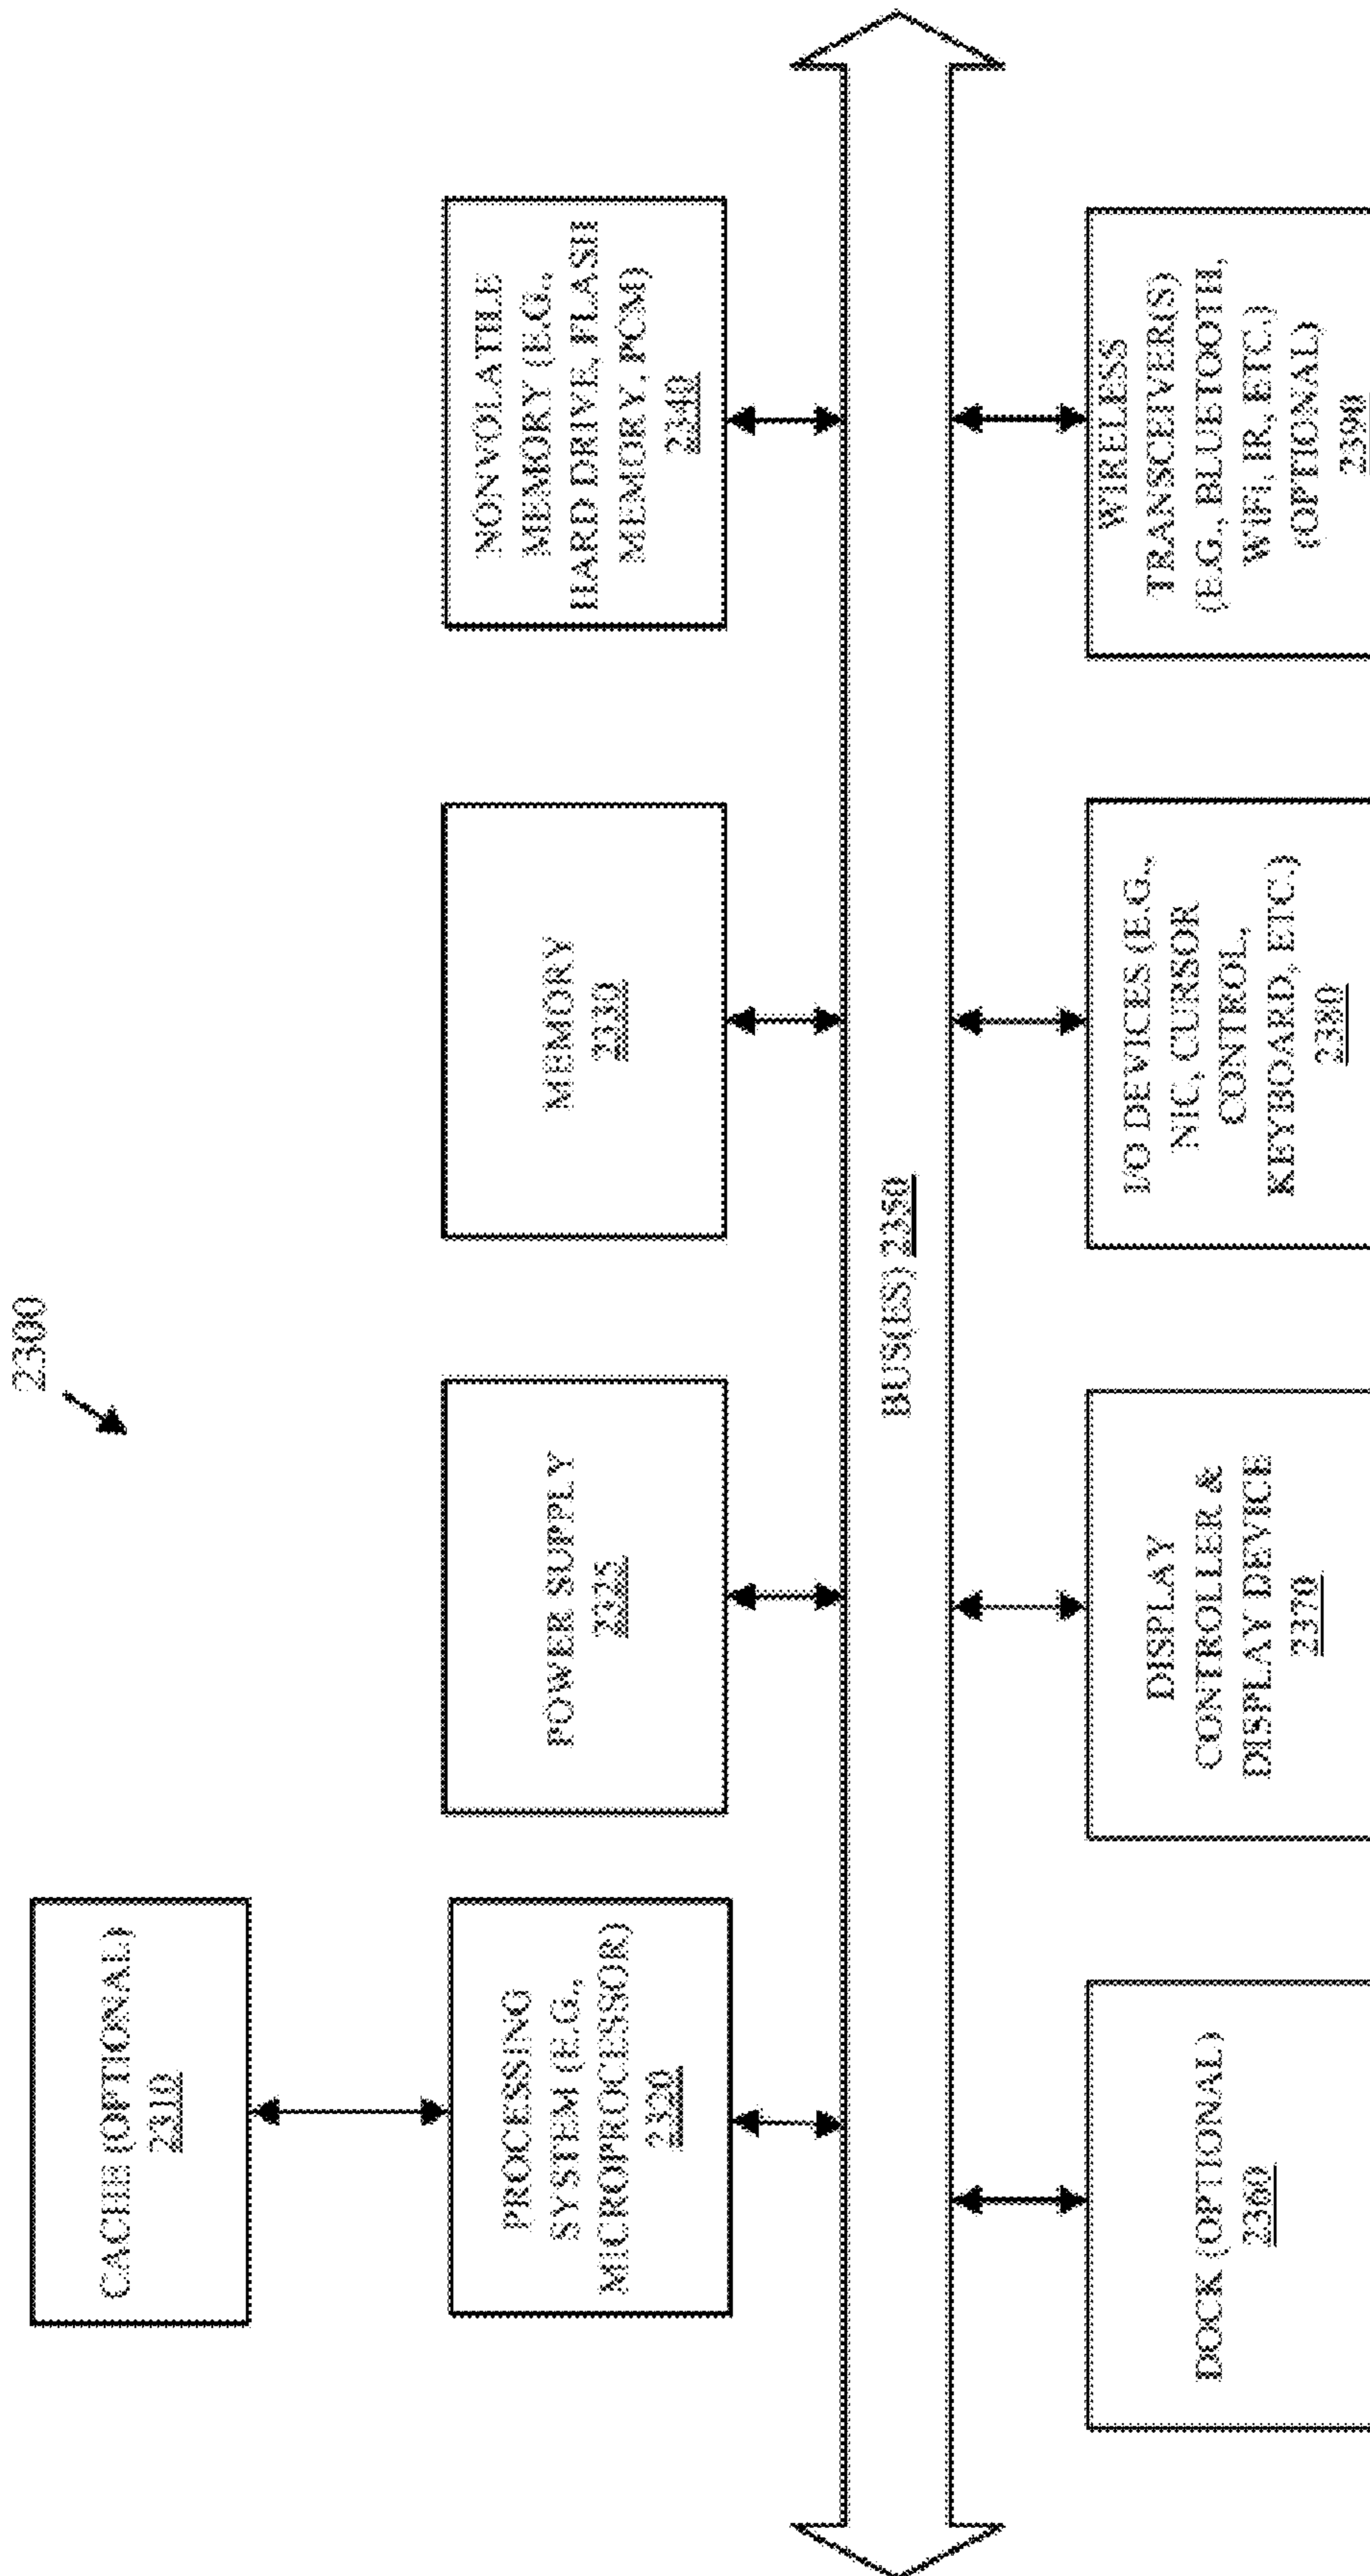 2300
CACHE (OPTIONAL)
2310
PROCESSING
SYSTEM (E.G.,
MICROPROCESSOR)
2320
POWER SUPPLY
2325
MEMORY
2330
NONVOLATILE
MEMORY (E.G.,
HARD DRIVE, FLASH
MEMORY, PCM)
2340
BUS(ES) 2350
DOCK (OPTIONAL)
2360
DISPLAY
CONTROLLER &
DISPLAY DEVICE
2370
I/O DEVICES (E.G.,
NIC, CURSOR
CONTROL,
KEYBOARD, ETC.)
2380
WIRELESS
TRANSCEIVER(S)
(E.G., BLUETOOTH,
WiFi, IR, ETC.)
(OPTIONAL)
2390